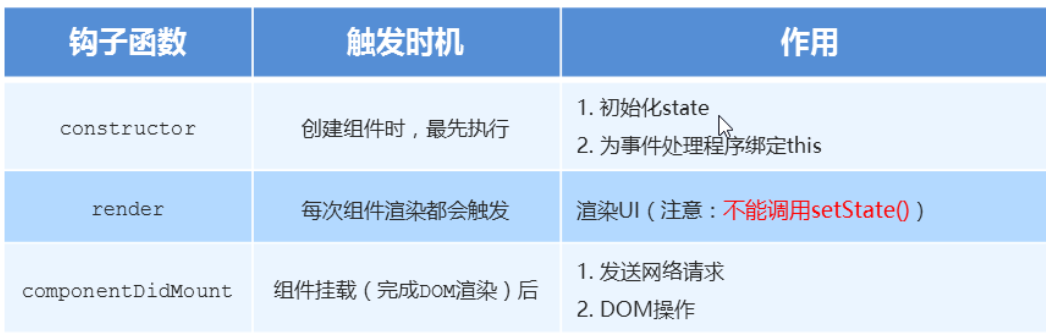 钩子函数 触发时机 作用
constructor 创建组件时，最先执行 1. 初始化state
2. 为事件处理程序绑定this
render 每次组件渲染都会触发 渲染UI（注意：不能调用setState()）
componentDidMount 组件挂载（完成DOM渲染）后 1. 发送网络请求
2. DOM操作